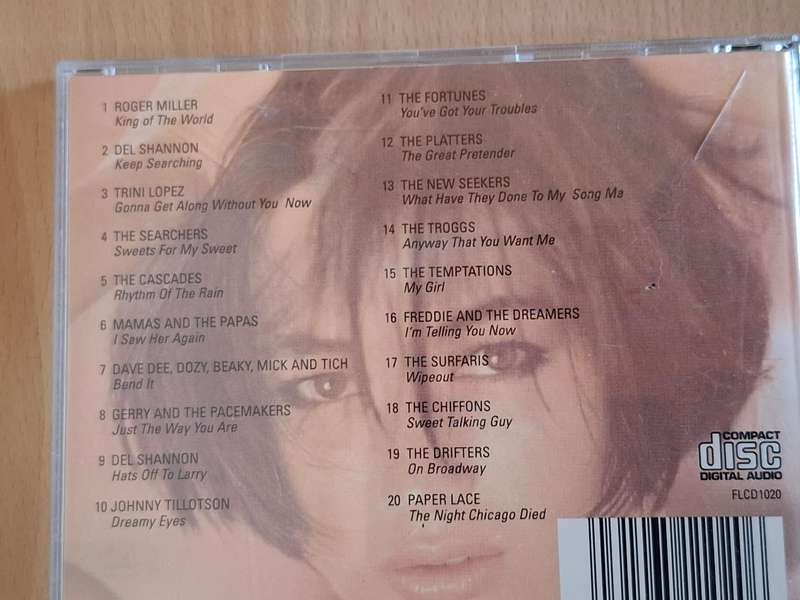 1 ROGER MILLER
King of The World
2 DEL SHANNON
Keep Searching
3 TRINI LOPEZ
Gonna Get Along Without You Now
4 THE SEARCHERS
Sweets For My Sweet
5 THE CASCADES
Rhythm Of The Rain
6 MAMAS AND THE PAPAS
I Saw Her Again
7 DAVE DEE, DOZY, BEAKY, MICK AND TICH
Bend It
8 GERRY AND THE PACEMAKERS
Just The Way You Are
9 DEL SHANNON
Hats Off To Larry
10 JOHNNY TILLOTSON
Dreamy Eyes
11 THE FORTUNES
You've Got Your Troubles
12 THE PLATTERS
The Great Pretender
13 THE NEW SEEKERS
What Have They Done To My Song Ma
14 THE TROGGS
Anyway That You Want Me
15 THE TEMPTATIONS
My Girl
16 FREDDIE AND THE DREAMERS
I'm Telling You Now
17 THE SURFARIS
Wipeout
18 THE CHIFFONS
Sweet Talking Guy
19 THE DRIFTERS
On Broadway
20 PAPER LACE
The Night Chicago Died
COMPACT
disc
DIGITAL AUDIO
FLCD1020